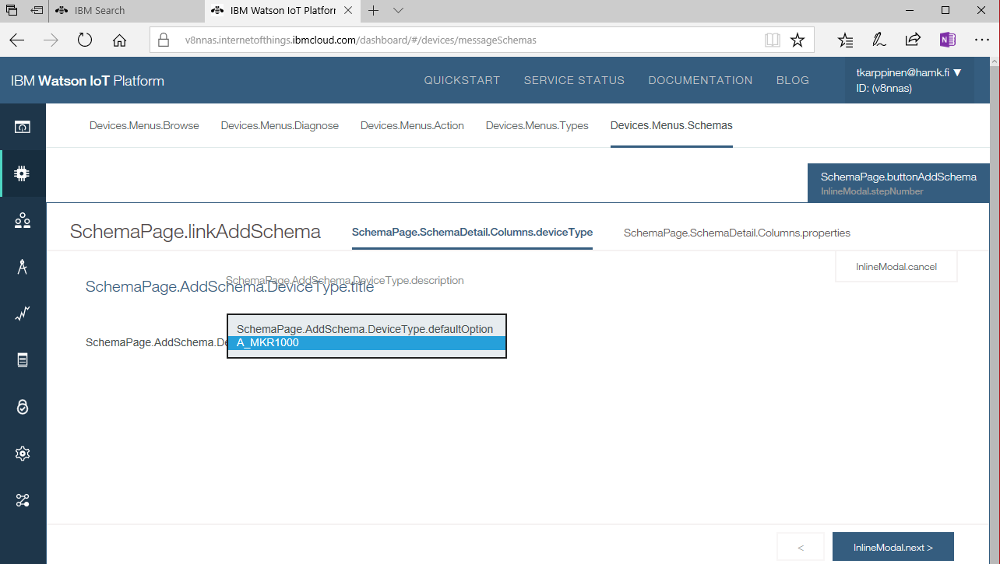 IBM Search
IBM Watson IoT Platforr
v8nnas.internetofthings.ibmcloud.com/dashboard/#/devices/messageSchemas
IBM Watson IoT Platform
QUICKSTART
SERVICE STATUS
DOCUMENTATION
BLOG
tkarppinen@hamk.fi ▼
ID: (v8nnas)
Devices.Menus.Browse
Devices.Menus.Diagnose
Devices.Menus.Action
Devices.Menus.Types
Devices.Menus.Schemas
SchemaPage.buttonAddSchema
InlineModal.stepNumber
SchemaPage.linkAddSchema
SchemaPage.SchemaDetail.Columns.deviceType
SchemaPage.SchemaDetail.Columns.properties
InlineModal.cancel
SchemaPage.AddSchema.DeviceType.description
SchemaPage.AddSchema.DeviceType.title
SchemaPage.AddSchema.De
SchemaPage.AddSchema.DeviceType.defaultOption
A_MKR1000
<
InlineModal.next >